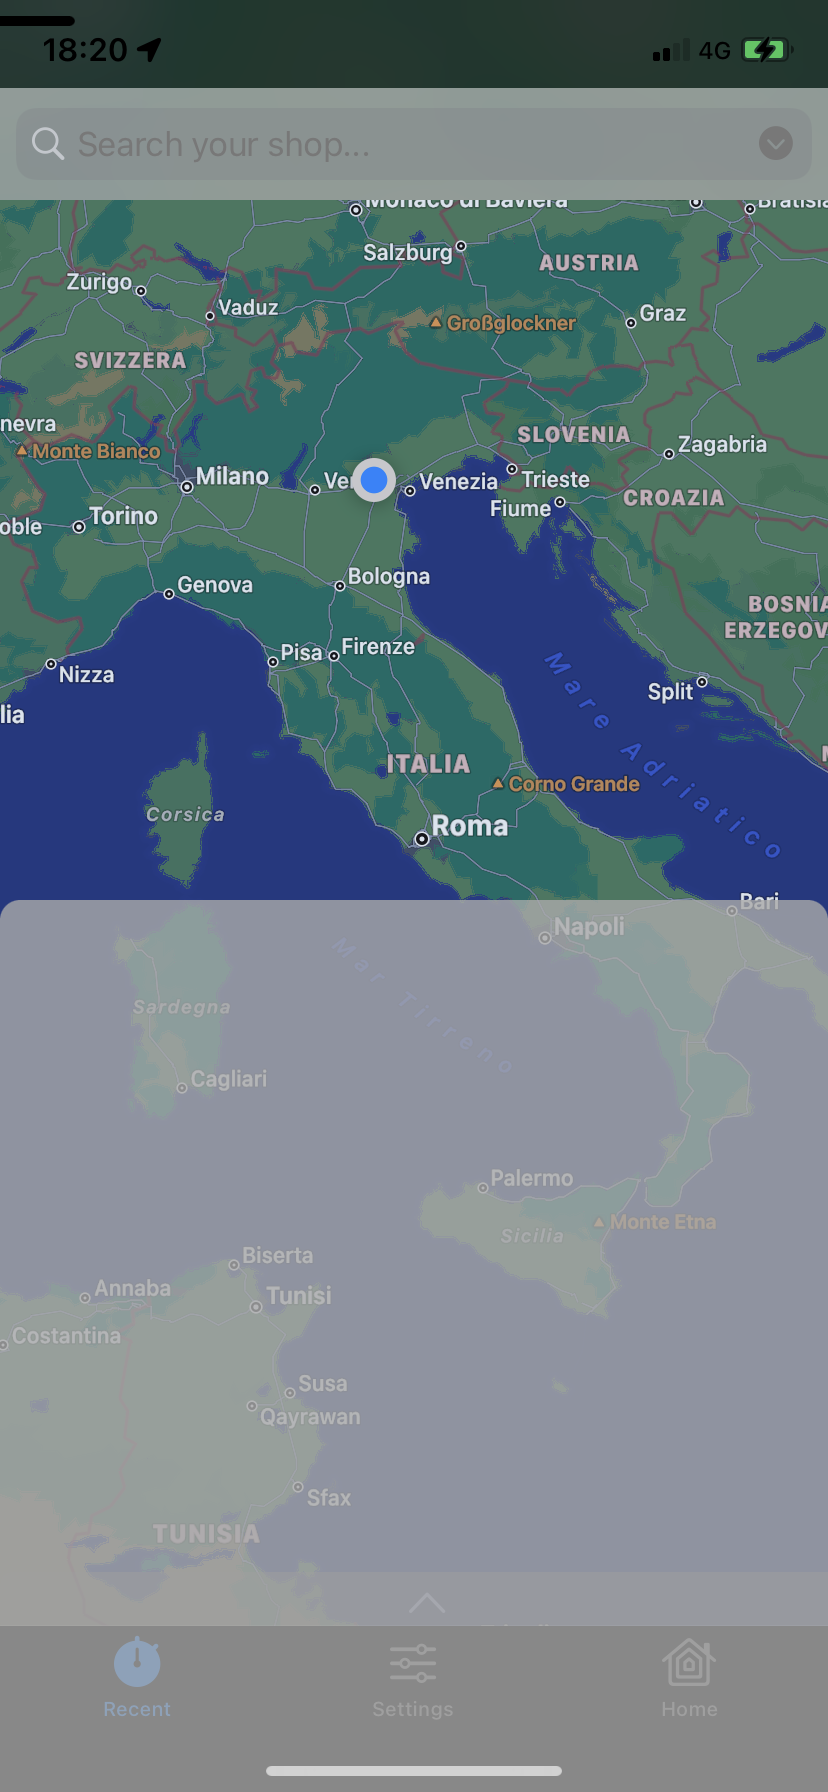 18:20
4G
Search your shop...
Monaco di Baviera
Salzburg
AUSTRIA
Zurigo
Vaduz
Graz
Großglockner
SVIZZERA
nevra
Monte Bianco
SLOVENIA
Zagabria
Milano
Ver
Venezia
Trieste
CROAZIA
Fiume
Torino
oble
Genova
Bologna
BOSNIA
ERZEGOV
Pisa
Firenze
Nizza
Split
lia
Mare Adriatico
ITALIA
Corno Grande
Corsica
Roma
Bari
Napoli
Mar Tirreno
Sardegna
Cagliari
Palermo
Monte Etna
Sicilia
Biserta
Annaba
Tunisi
Costantina
Susa
Qayrawan
Sfax
TUNISIA
Recent
Settings
Home